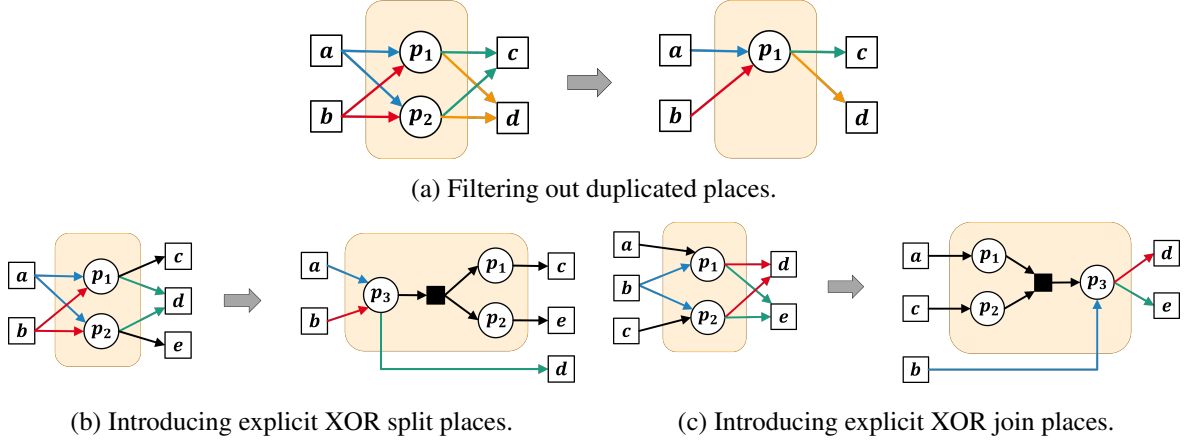 a p₁ c a p₁ c
b p₂ d b d
(a) Filtering out duplicated places.
a p₁ c a p₃ p₁ c a p₁ d a p₁ d
b p₂ d b p₂ e b p₂ e c p₂ p₃ e
e d c b
(b) Introducing explicit XOR split places. (c) Introducing explicit XOR join places.